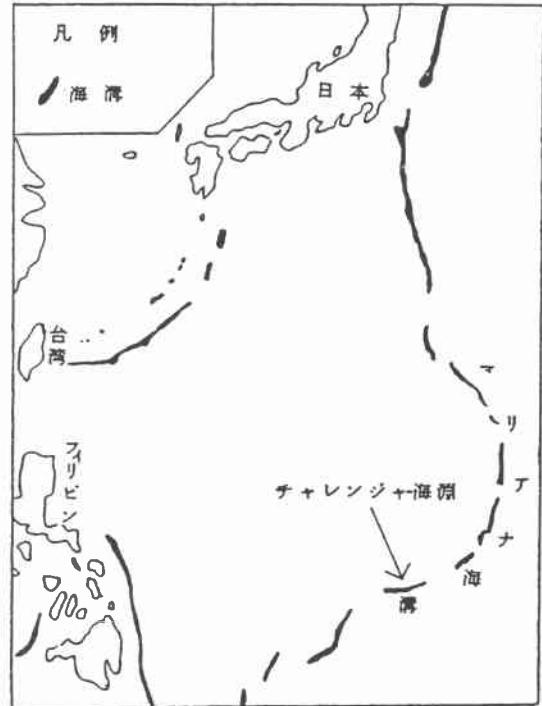 凡例
海溝
日本
台湾
フィリピン
チャレンジャー海淵
マリアナ海溝